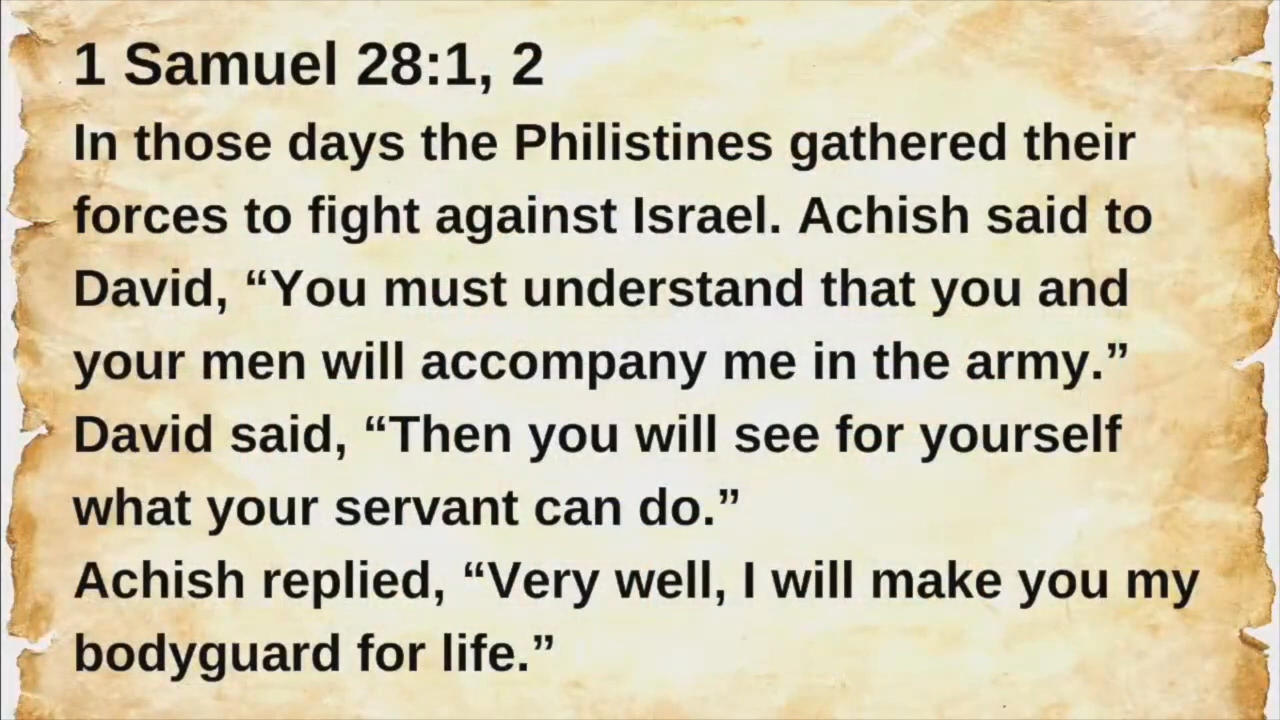 1 Samuel 28:1, 2
In those days the Philistines gathered their
forces to fight against Israel. Achish said to
David, “You must understand that you and
your men will accompany me in the army.”
David said, “Then you will see for yourself
what your servant can do.”
Achish replied, “Very well, I will make you my
bodyguard for life.”